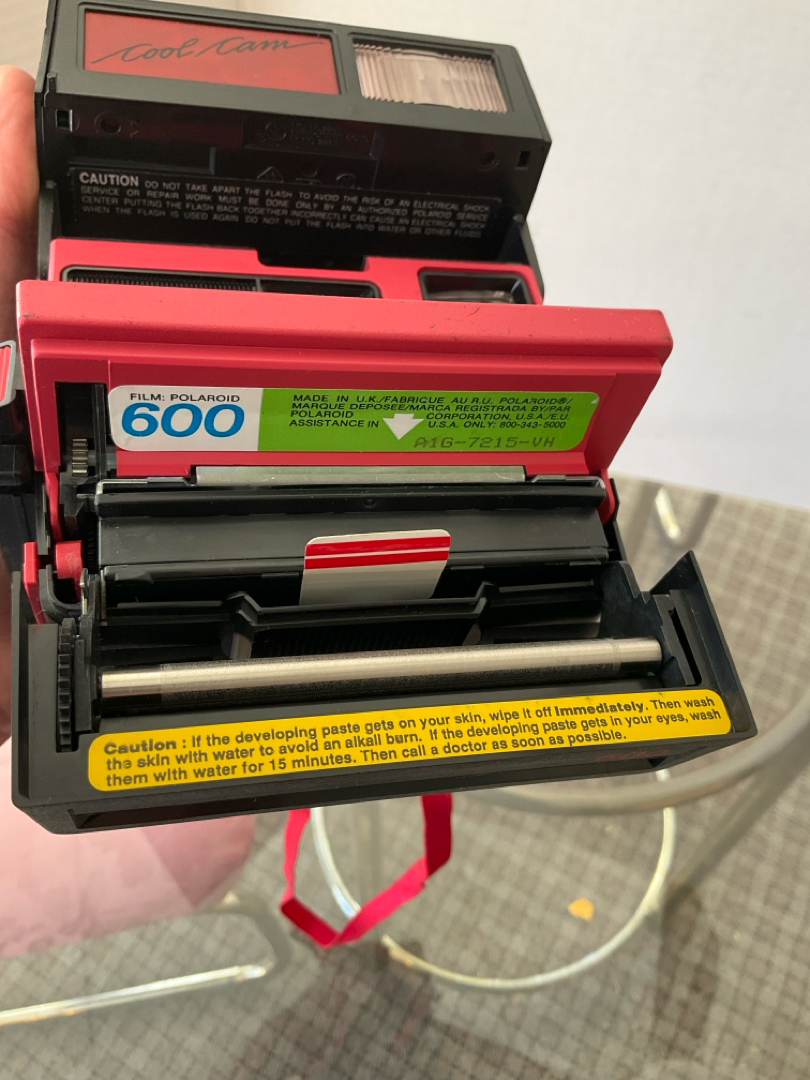 Cool Cam
CAUTION DO NOT TAKE APART THE FLASH TO AVOID THE RISK OF AN ELECTRICAL SHOCK
SERVICE OR REPAIR WORK MUST BE DONE ONLY BY AN AUTHORIZED POLAROID SERVICE
CENTER PUTTING THE FLASH BACK TOGETHER INCORRECTLY CAN CAUSE AN ELECTRICAL SHOCK
WHEN THE FLASH IS USED AGAIN DO NOT PUT THE FLASH INTO WATER OR OTHER FLUIDS
FILM: POLAROID
600
MADE IN U.K./FABRIQUE AU R.U. POLAROID®/
MARQUE DEPOSEE/MARCA REGISTRADA BY/PAR
POLAROID CORPORATION, U.S.A./E.U.
ASSISTANCE IN U.S.A. ONLY: 800-343-5000
A1G-7215-VH
Caution : If the developing paste gets on your skin, wipe it off Immediately. Then wash
the skin with water to avoid an alkali burn. If the developing paste gets in your eyes, wash
them with water for 15 minutes. Then call a doctor as soon as possible.